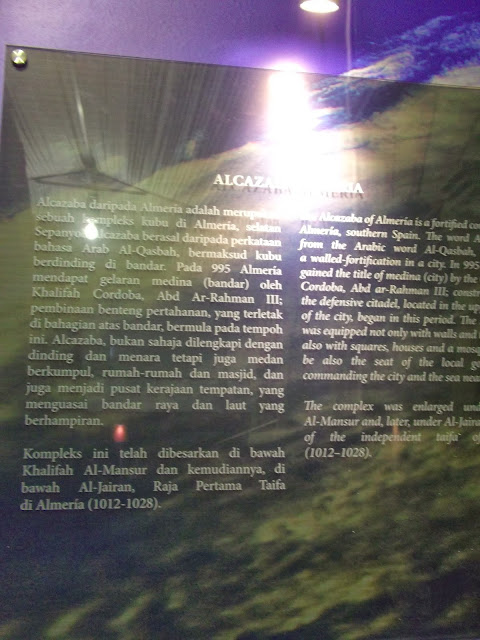 ALCAZABA ALMERIA
Alcazaba daripada Almería adalah merupakan
sebuah kompleks kubu di Almería, selatan
Sepanyol. Alcazaba berasal daripada perkataan
bahasa Arab Al-Qasbah, bermaksud kubu
berdinding di bandar. Pada 995 Almería
mendapat gelaran medina (bandar) oleh
Khalifah Cordoba, Abd Ar-Rahman III;
pembinaan benteng pertahanan, yang terletak
di bahagian atas bandar, bermula pada tempoh
ini. Alcazaba, bukan sahaja dilengkapi dengan
dinding dan menara tetapi juga medan
berkumpul, rumah-rumah dan masjid, dan
juga menjadi pusat kerajaan tempatan, yang
menguasai bandar raya dan laut yang
berhampiran.
Kompleks ini telah dibesarkan di bawah
Khalifah Al-Mansur dan kemudiannya, di
bawah Al-Jairan, Raja Pertama Taifa
di Almería (1012-1028).
Alcazaba of Almería is a fortified
Almería, southern Spain. The word
from the Arabic word Al-Qasbah,
a walled-fortification in a city. In 995
gained the title of medina (city) by the
Cordoba, Abd ar-Rahman III;
the defensive citadel, located in the
of the city, began in this period. The
was equipped not only with walls and
also with squares, houses and a
be also the seat of the local
commanding the city and the sea
The complex was enlarged
Al-Mansur and, later, under
of the independent taifa
(1012–1028).